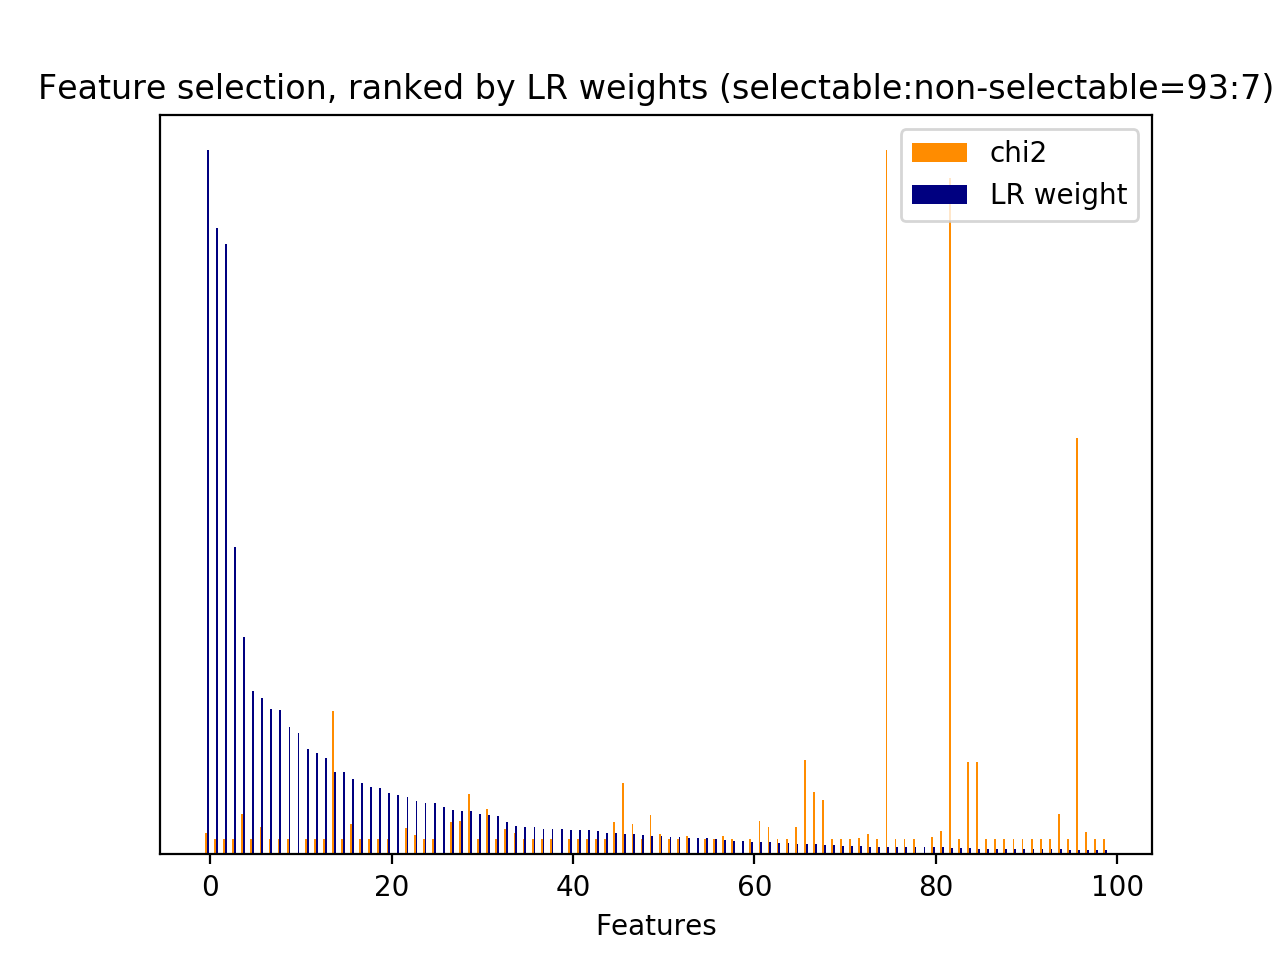 Feature selection, ranked by LR weights (selectable:non-selectable=93:7)
chi2
LR weight
0 20 40 60 80 100
Features